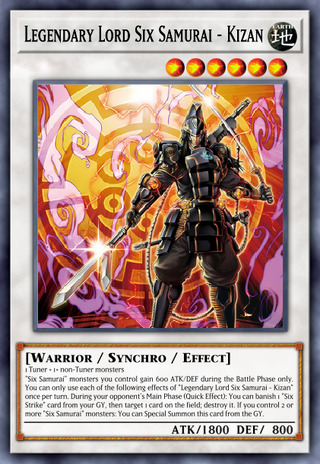 Legendary Lord Six Samurai - Kizan
EARTH
地
[Warrior / Synchro / Effect]
1 Tuner + 1+ non-Tuner monsters
"Six Samurai" monsters you control gain 600 ATK/DEF during the Battle Phase only.
You can only use each of the following effects of "Legendary Lord Six Samurai - Kizan"
once per turn. During your opponent's Main Phase (Quick Effect): You can banish 1 "Six
Strike" card from your GY, then target 1 card on the field; destroy it. If you control 2 or
more "Six Samurai" monsters: You can Special Summon this card from the GY.
ATK/1800 DEF/ 800